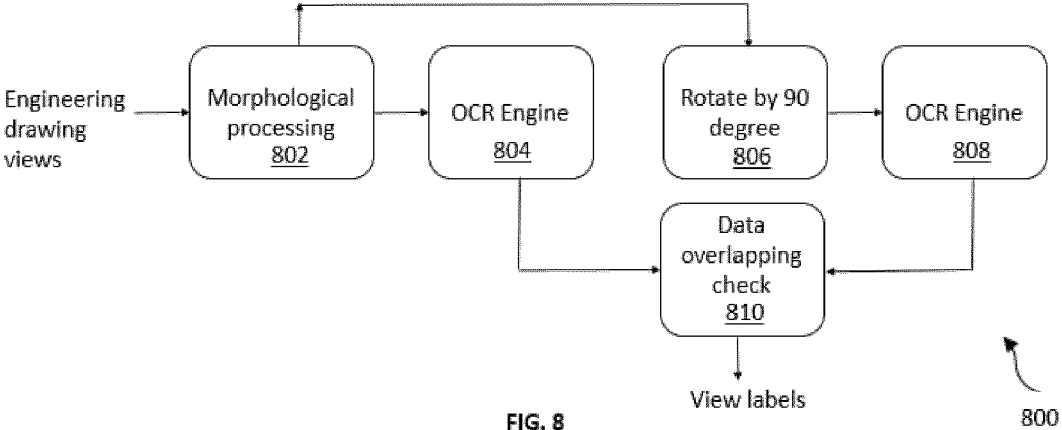 Engineering
drawing
views
Morphological
processing
802
OCR Engine
804
Rotate by 90
degree
806
OCR Engine
808
Data
overlapping
check
810
View labels
FIG. 8
800